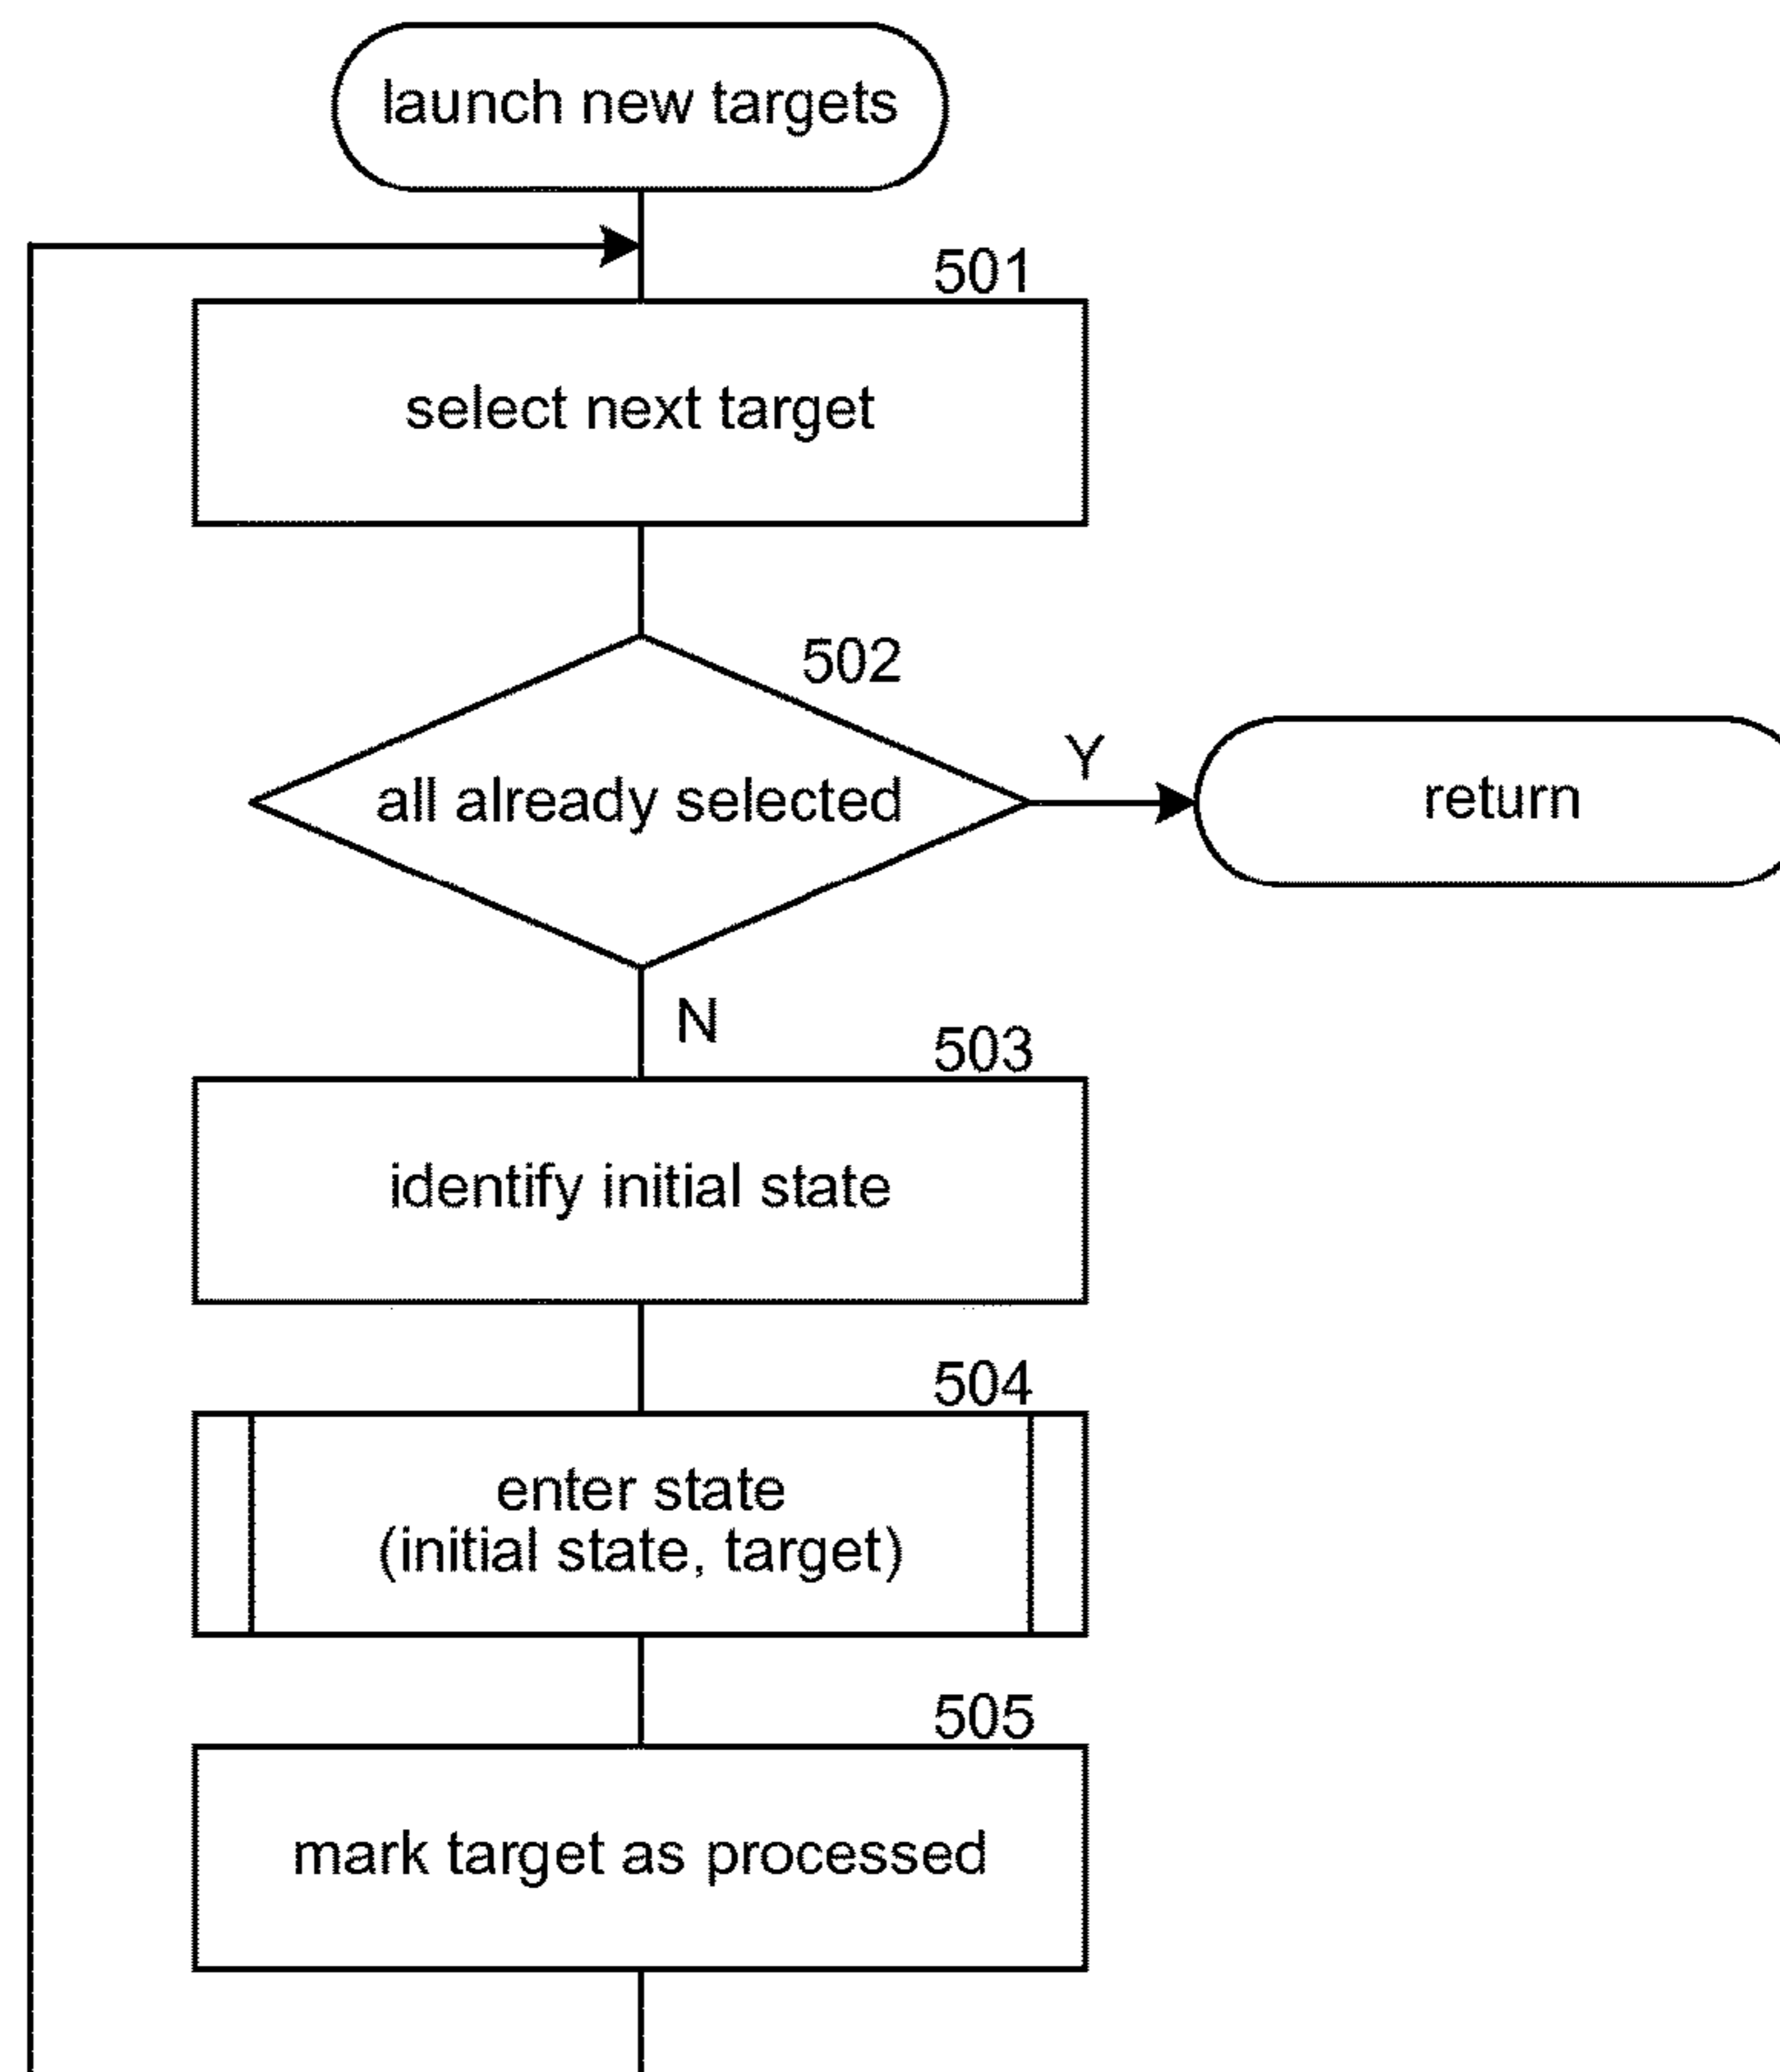 launch new targets
501
select next target
502
all already selected
Y
return
N
503
identify initial state
504
enter state
(initial state, target)
505
mark target as processed